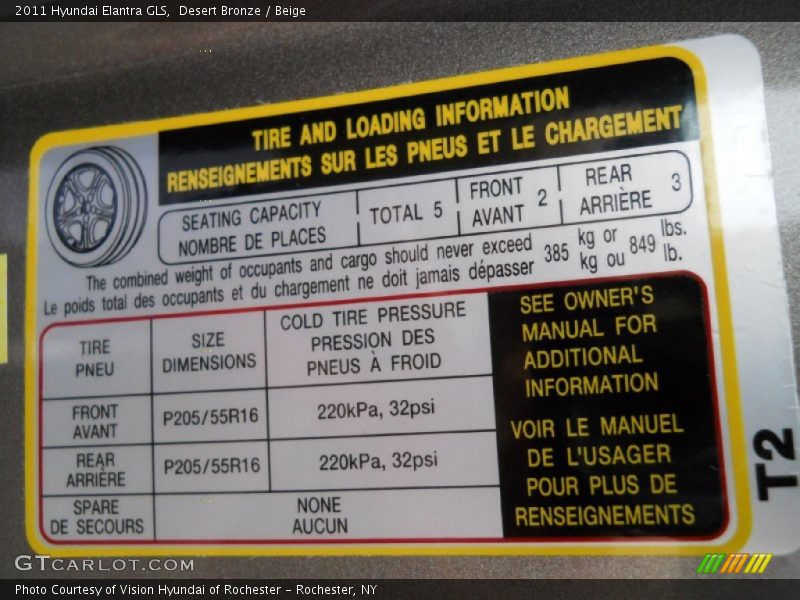 2011 Hyundai Elantra GLS,  Desert Bronze / Beige
TIRE AND LOADING INFORMATION
RENSEIGNEMENTS SUR LES PNEUS ET LE CHARGEMENT
SEATING CAPACITY
NOMBRE DE PLACES
TOTAL 5
FRONT
AVANT
2
REAR
ARRIÈRE
3
The combined weight of occupants and cargo should never exceed
Le poids total des occupants et du chargement ne doit jamais dépasser
385
kg or
kg ou
849
lbs.
lb.
TIRE
PNEU
SIZE
DIMENSIONS
COLD TIRE PRESSURE
PRESSION DES
PNEUS À FROID
FRONT
AVANT
P205/55R16
220kPa, 32psi
REAR
ARRIÈRE
P205/55R16
220kPa, 32psi
SPARE
DE SECOURS
NONE
AUCUN
SEE OWNER'S
MANUAL FOR
ADDITIONAL
INFORMATION
VOIR LE MANUEL
DE L'USAGER
POUR PLUS DE
RENSEIGNEMENTS
T2
GTCARLOT.COM
Photo Courtesy of Vision Hyundai of Rochester - Rochester, NY